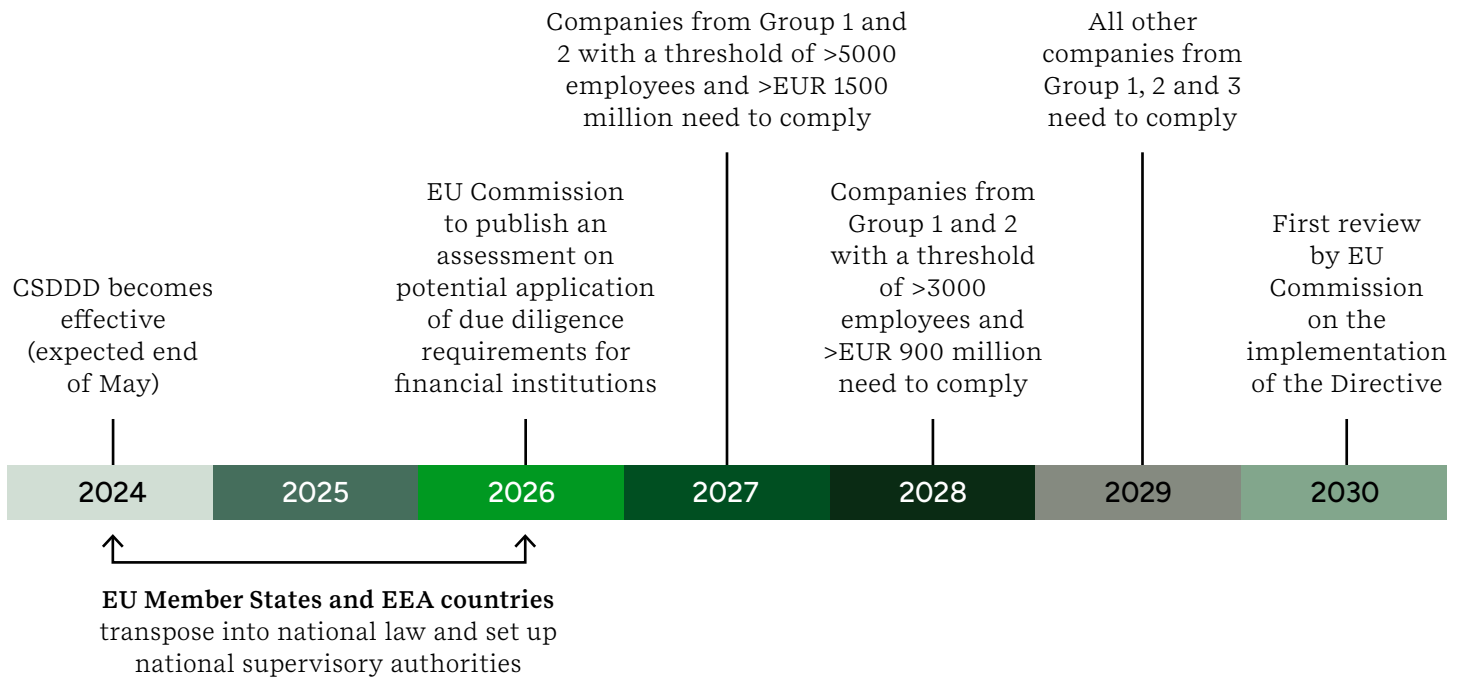 Companies from Group 1 and
2 with a threshold of >5000
employees and >EUR 1500
million need to comply
All other
companies from
Group 1, 2 and 3
need to comply
CSDDD becomes
effective
(expected end
of May)
EU Commission
to publish an
assessment on
potential application
of due diligence
requirements for
financial institutions
Companies from
Group 1 and 2
with a threshold
of >3000
employees and
>EUR 900 million
need to comply
First review
by EU
Commission
on the
implementation
of the Directive
2024
2025
2026
2027
2028
2029
2030
EU Member States and EEA countries
transpose into national law and set up
national supervisory authorities